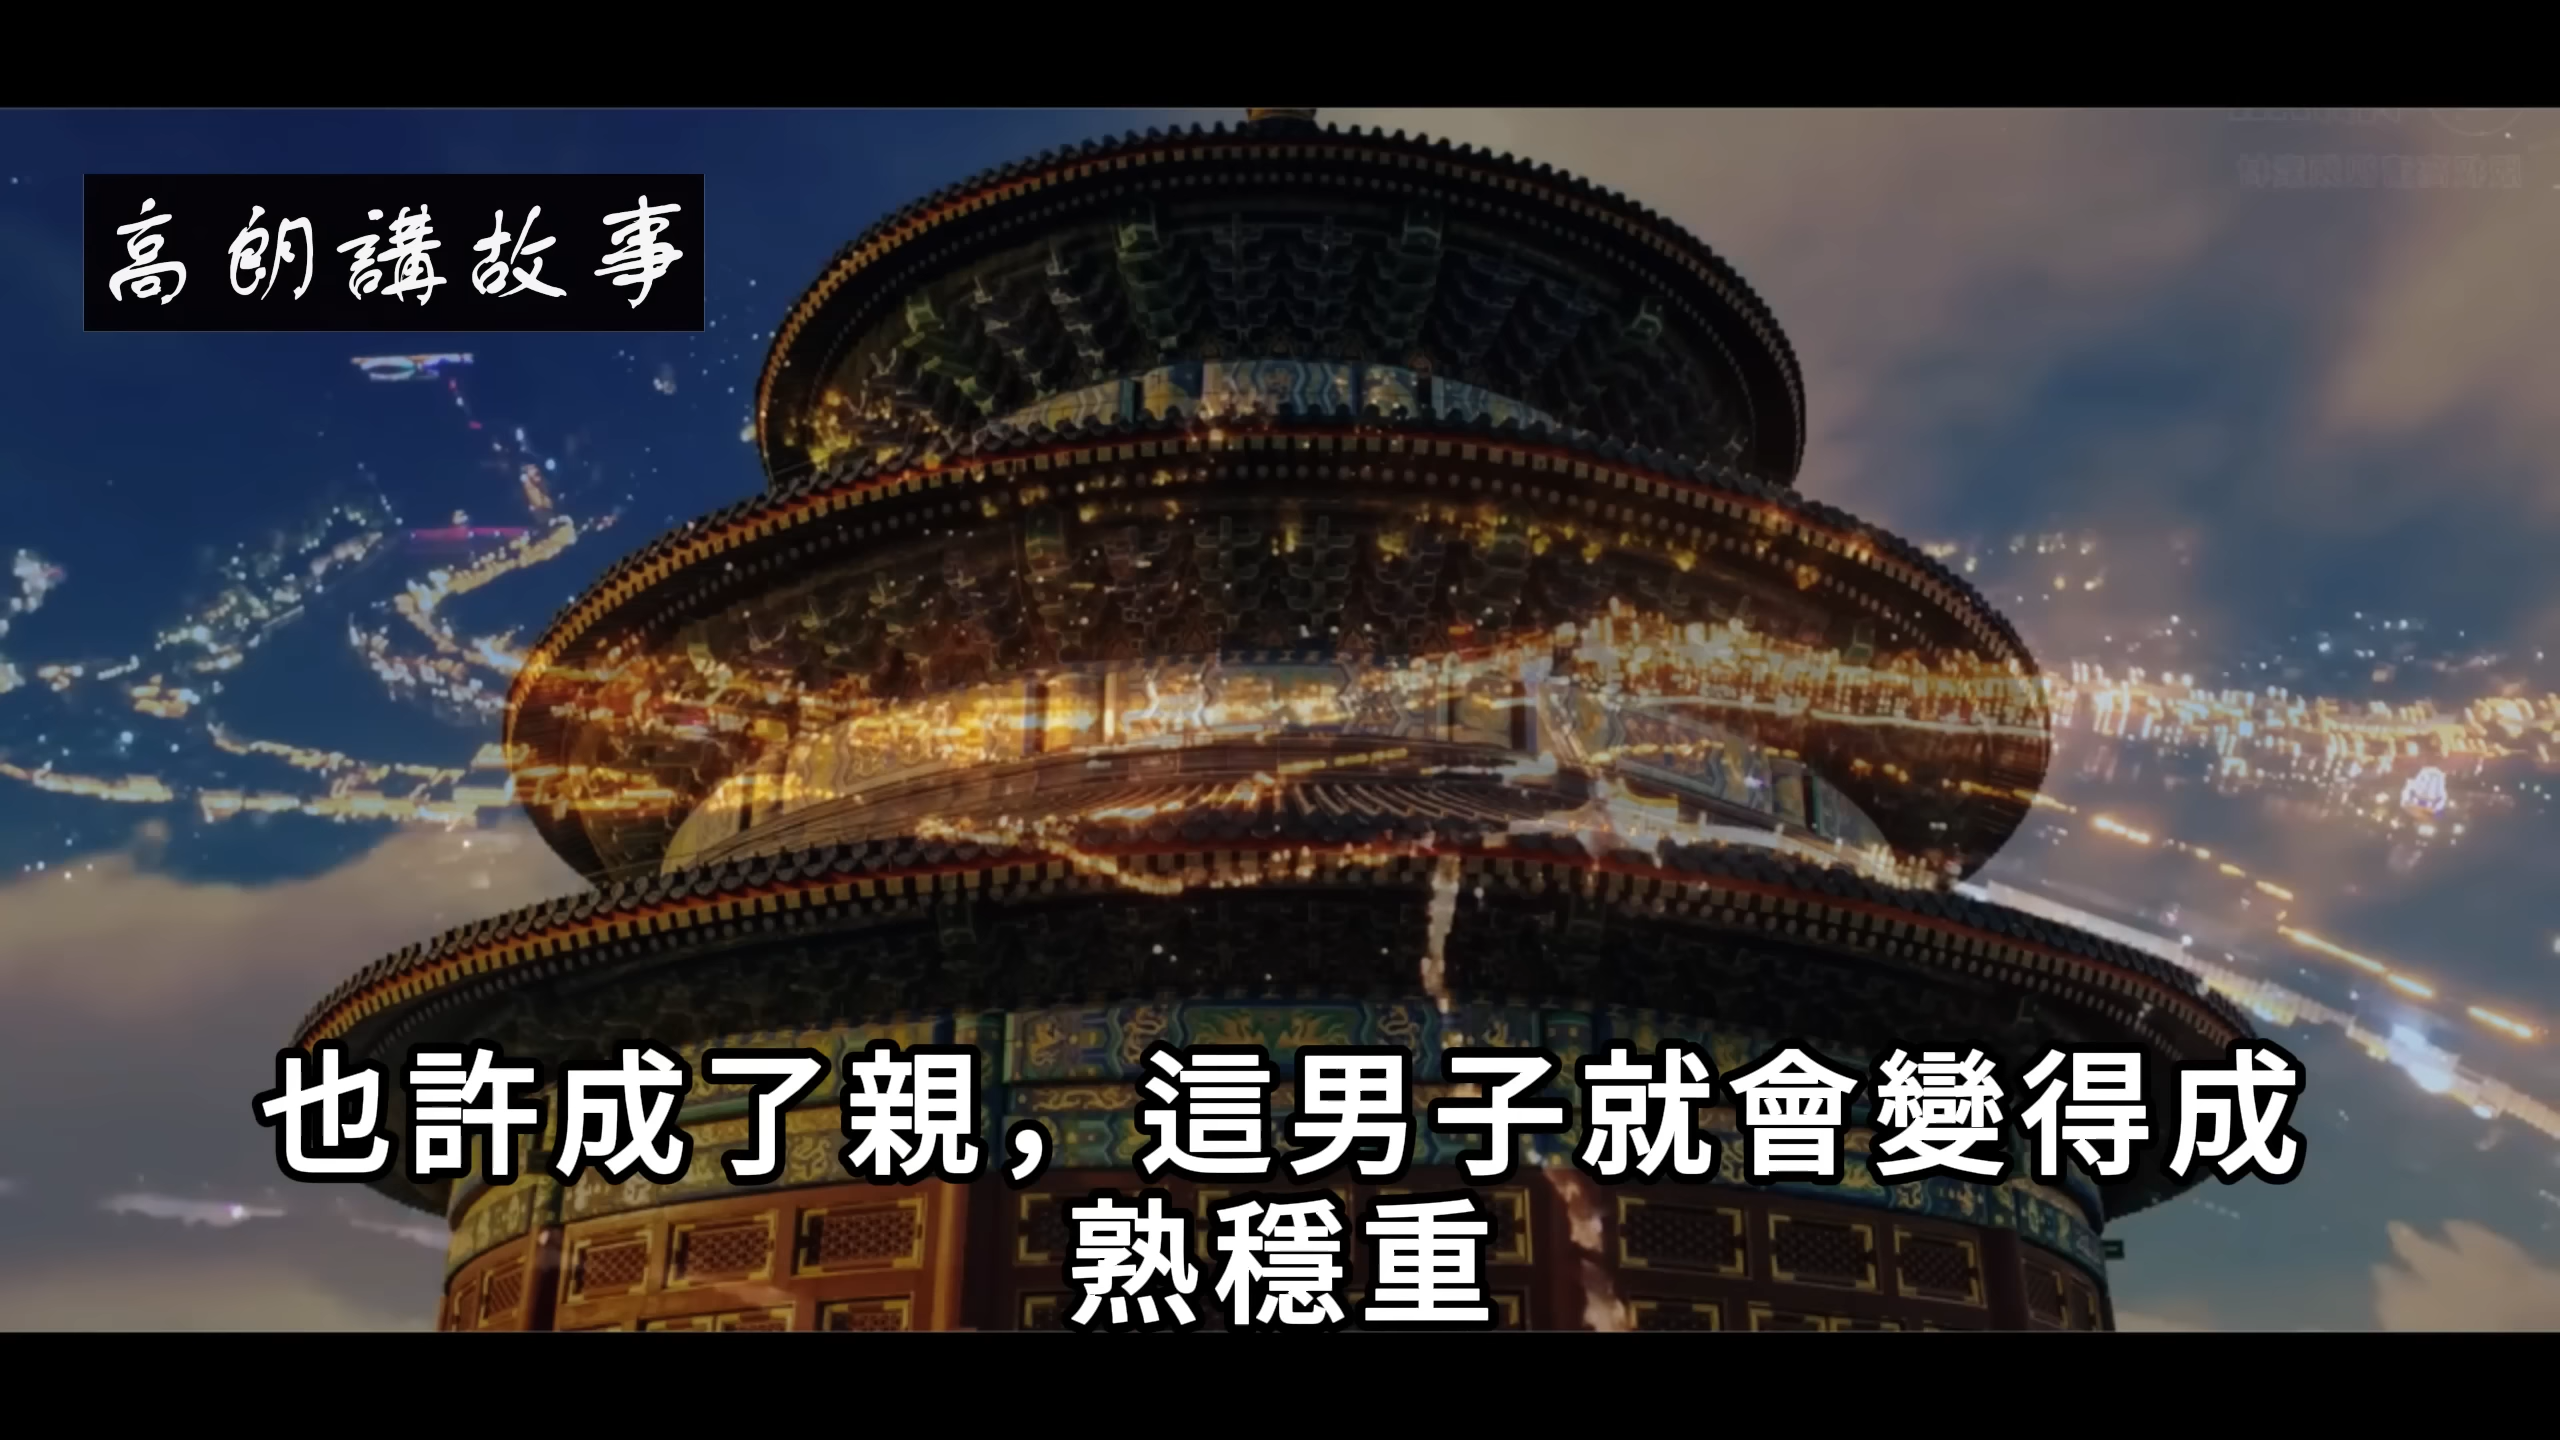 高朗講故事
也許成了親，這男子就會變得成
熟穩重